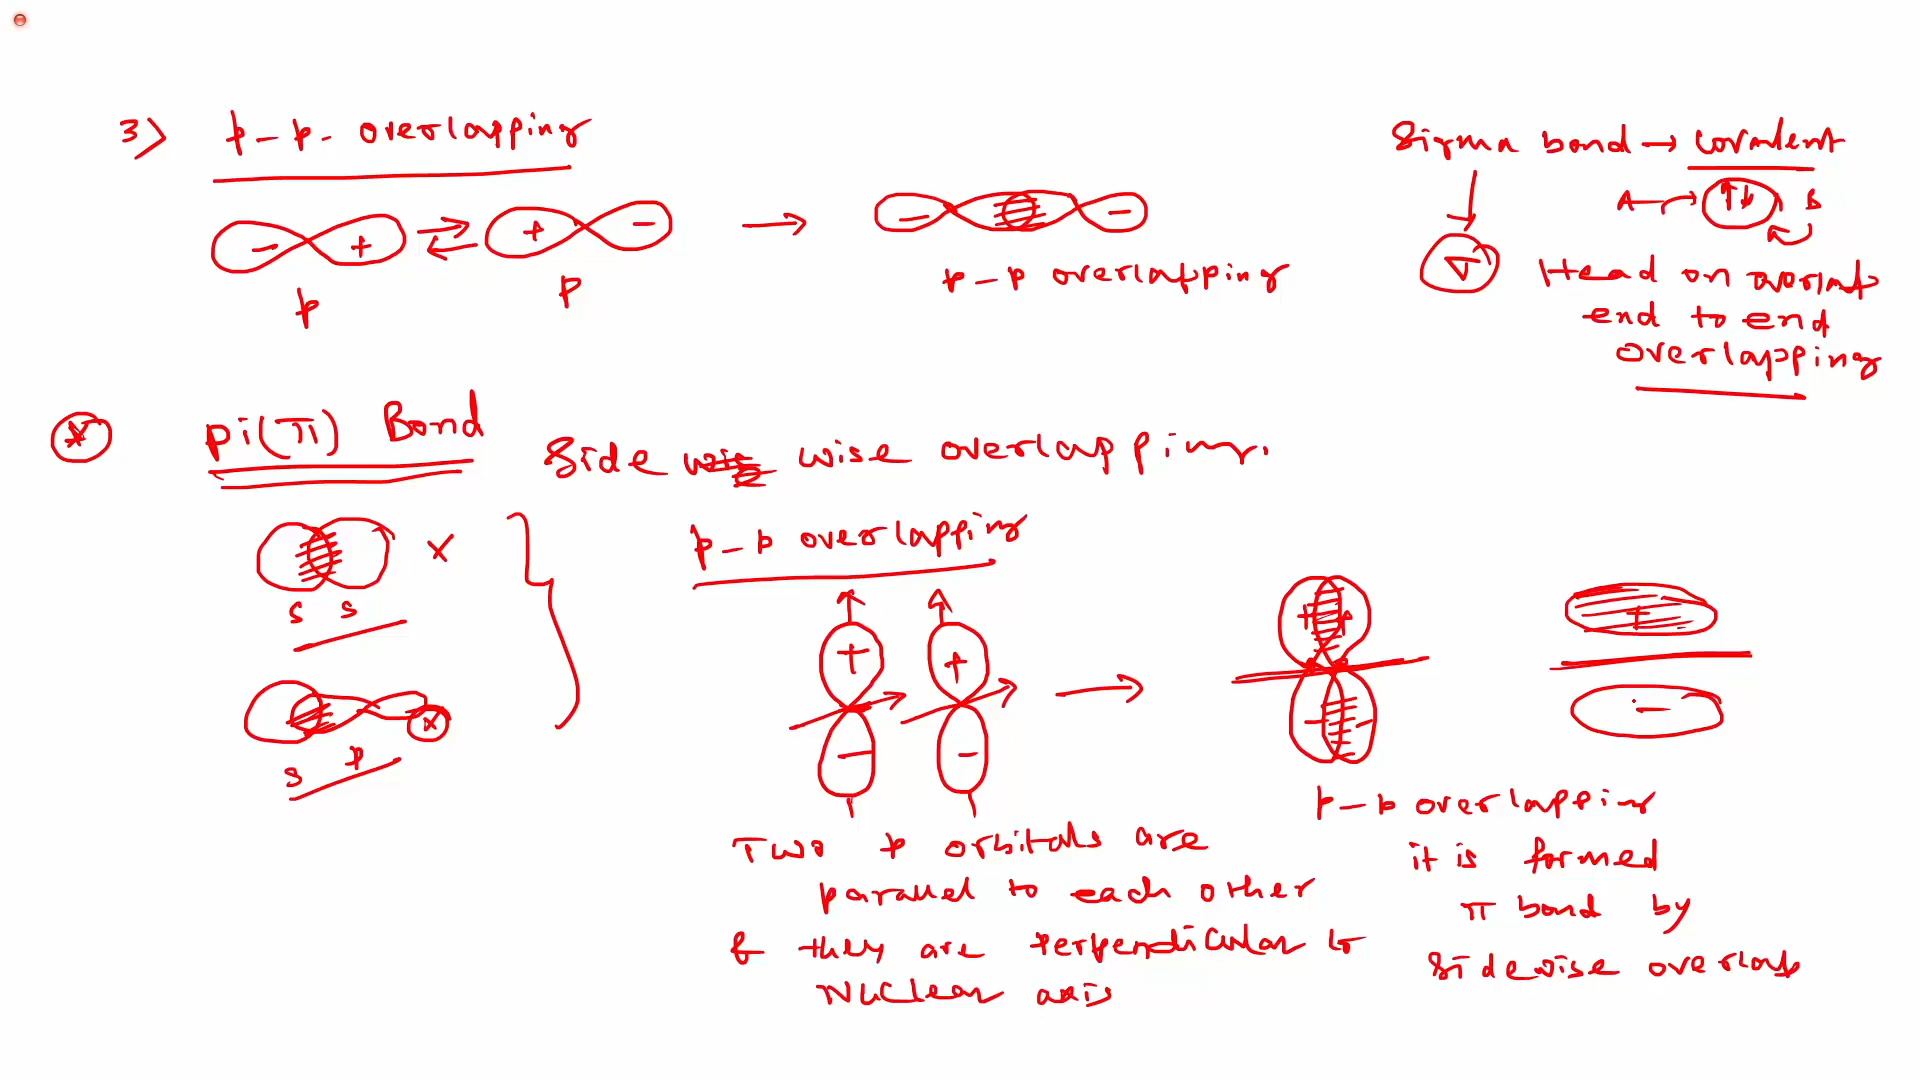 3) p-p- overlapping
- + + -
p p
- -
p-p overlapping
Sigma bond → covalent
A B
Head on overlap
end to end
overlapping
pi(π) Bond
Side wise overlapping.
p-p overlapping
s s
x
s p
x
+ +
- -
+ +
- -
+
-
Two p orbitals are
parallel to each other
& they are perpendicular to
Nuclear axis
p-p overlapping
it is formed
π bond by
Sidewise overlap